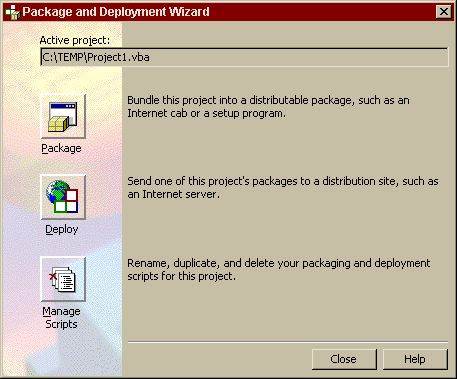 Package and Deployment Wizard
Active project:
C:\TEMP\Project1.vba
Bundle this project into a distributable package, such as an
Internet cab or a setup program.
Package
Send one of this project's packages to a distribution site, such as
an Internet server.
Deploy
Rename, duplicate, and delete your packaging and deployment
scripts for this project.
Manage
Scripts
Close
Help